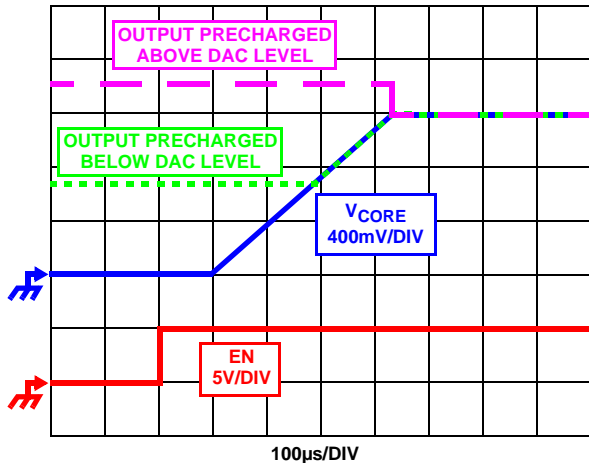 OUTPUT PRECHARGED
ABOVE DAC LEVEL
OUTPUT PRECHARGED
BELOW DAC LEVEL
VCORE
400mV/DIV
EN
5V/DIV
100µs/DIV